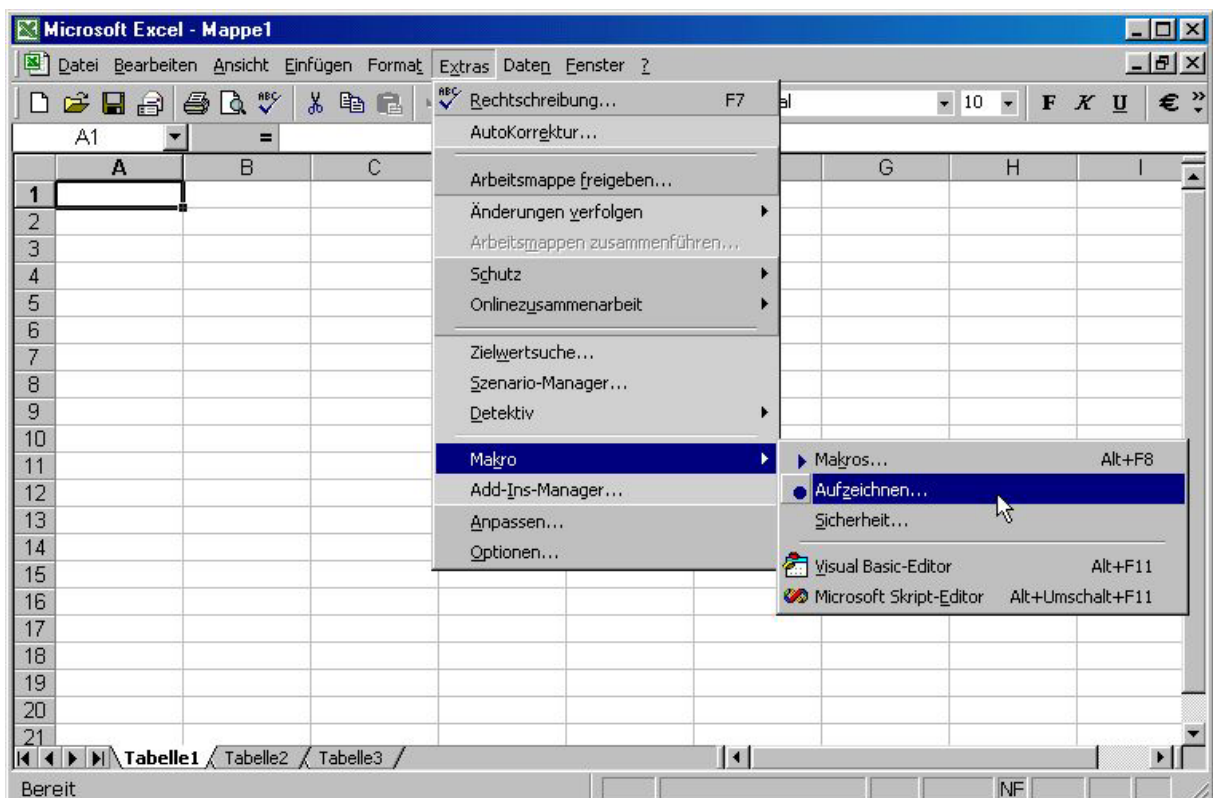 Microsoft Excel - Mappe1
Datei Bearbeiten Ansicht Einfügen Format Extras Daten Fenster ?
10 F K U € »
A1 =
A B C G H I
Rechtschreibung... F7
AutoKorrektur...
Arbeitsmappe freigeben...
Änderungen verfolgen
Arbeitsmappen zusammenführen...
Schutz
Onlinezusammenarbeit
Zielwertsuche...
Szenario-Manager...
Detektiv
Makro
Add-Ins-Manager...
Anpassen...
Optionen...
Makros... Alt+F8
Aufzeichnen...
Sicherheit...
Visual Basic-Editor Alt+F11
Microsoft Skript-Editor Alt+Umschalt+F11
1
2
3
4
5
6
7
8
9
10
11
12
13
14
15
16
17
18
19
20
21
Tabelle1 Tabelle2 Tabelle3
Bereit NF